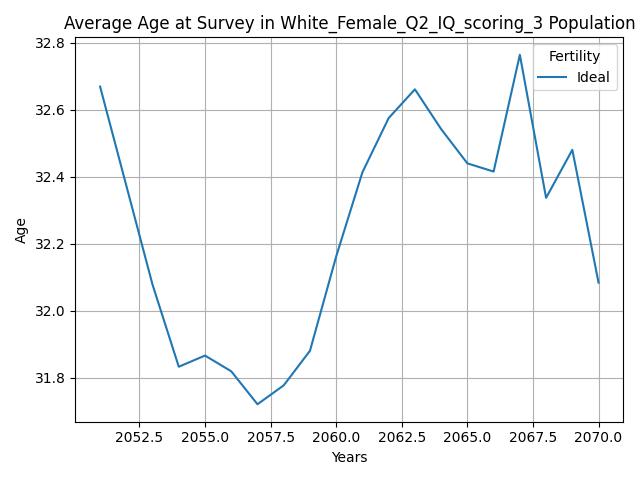 Average Age at Survey in White_Female_Q2_IQ_scoring_3 Population
Fertility
Ideal
32.8
32.6
32.4
32.2
32.0
31.8
Age
2052.5 2055.0 2057.5 2060.0 2062.5 2065.0 2067.5 2070.0
Years